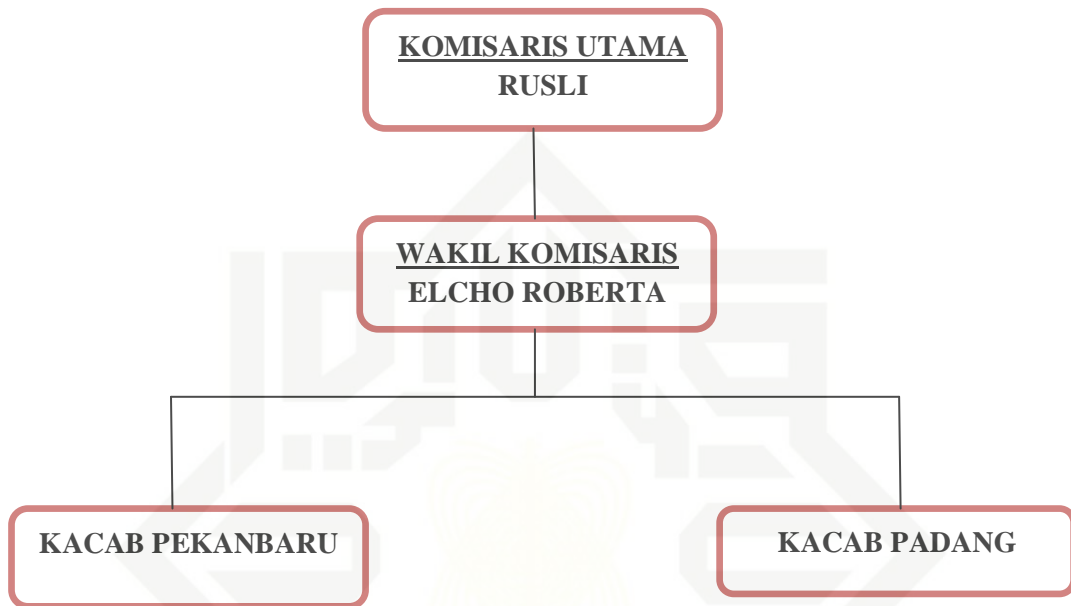 KOMISARIS UTAMA
RUSLI
WAKIL KOMISARIS
ELCHO ROBERTA
KACAB PEKANBARU
KACAB PADANG